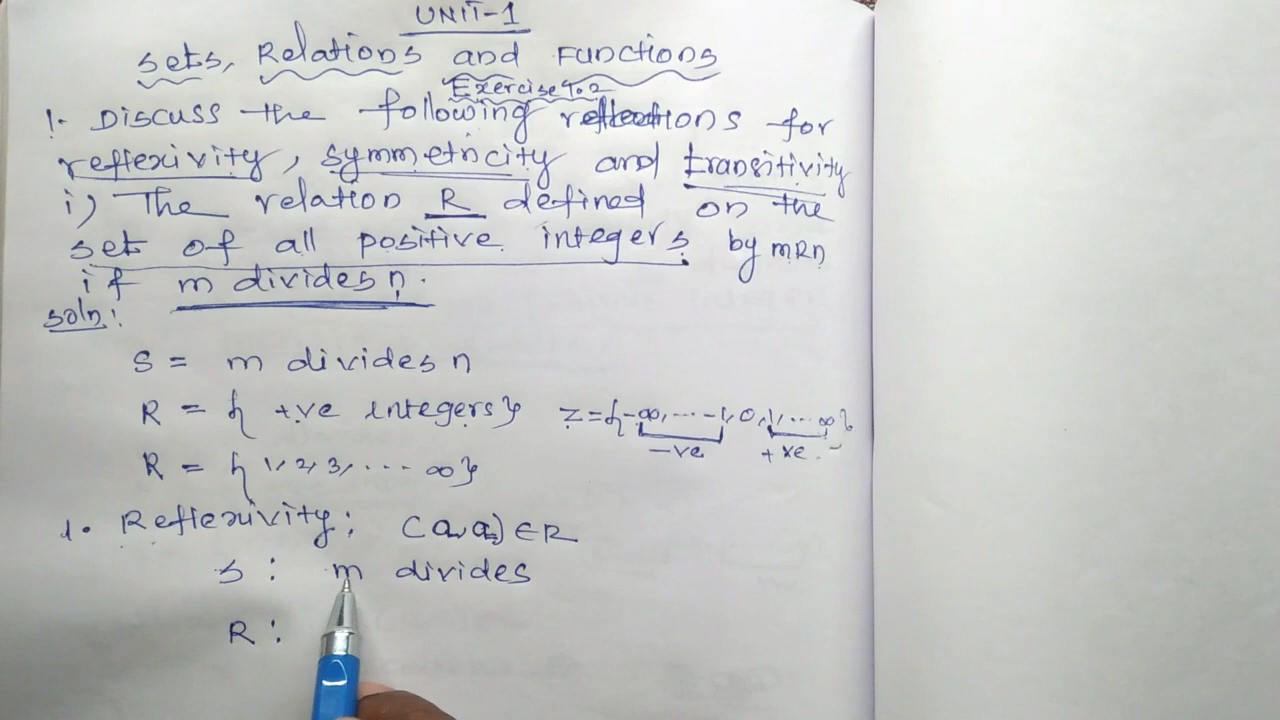 UNIT-1
Sets, Relations and Functions
Exercise 1.2
1. Discuss the following relations for
reflexivity, symmetricity and transitivity
i) The relation R defined on the
set of all positive integers by mRn
if m divides n.
Soln:
S = m divides n
R = { +ve integers} Z = {-∞, ... -1, 0, 1, ... ∞}
-ve +ve
R = { 1, 2, 3, .... ∞}
1. Reflexivity: (a, a) ∈ R
S : m divides
R :